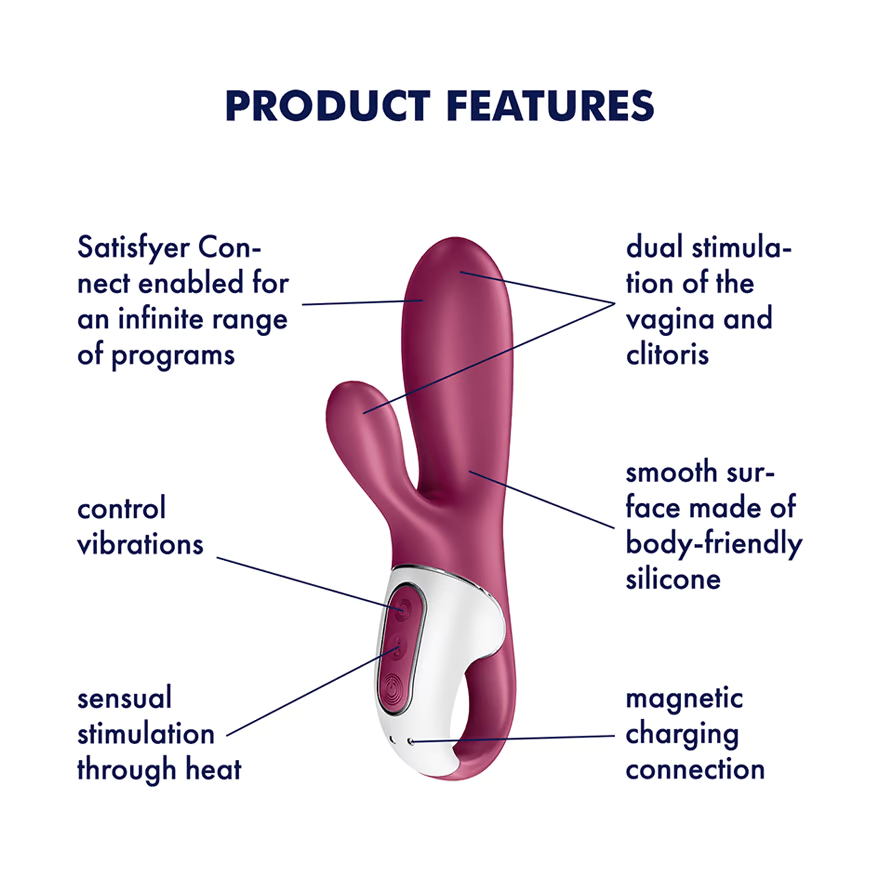 PRODUCT FEATURES
Satisfyer Con-
nect enabled for
an infinite range
of programs
dual stimula-
tion of the
vagina and
clitoris
control
vibrations
smooth sur-
face made of
body-friendly
silicone
sensual
stimulation
through heat
magnetic
charging
connection